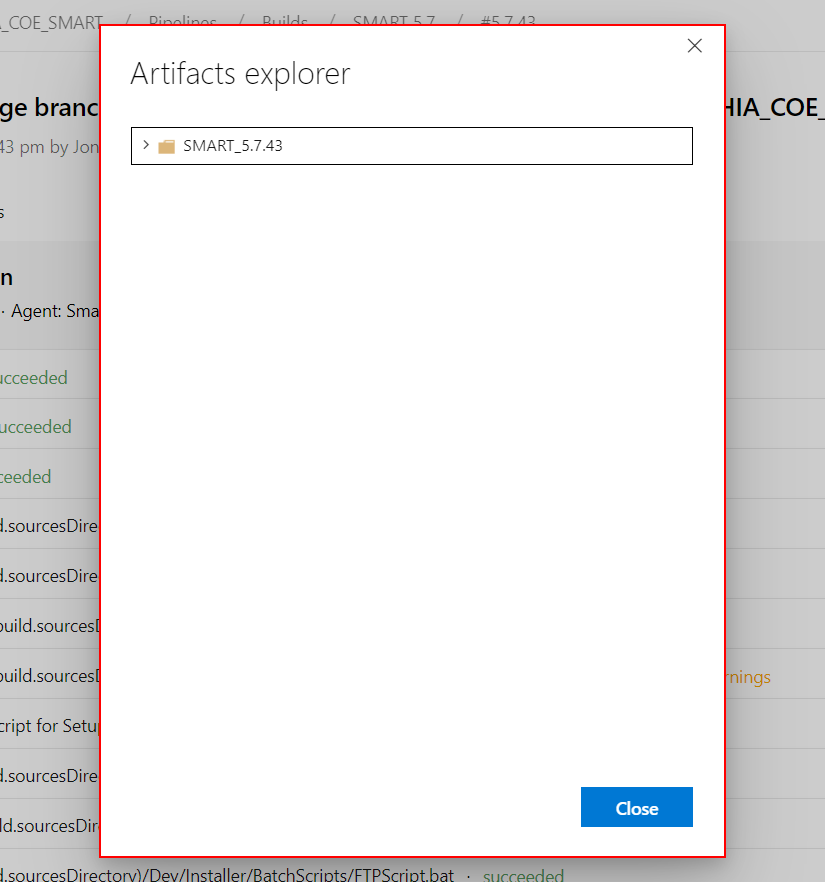 _COE_SMART / Pipelines / Builds / SMART 5.7 / #5.7.43
Artifacts explorer
ge branc
HIA_COE_
SMART_5.7.43
43 pm by Jon
s
n
· Agent: Sma
ucceeded
ucceeded
ceeded
d.sourcesDire
d.sourcesDire
build.sourcesD
build.sourcesD
rnings
cript for Setup
d.sourcesDire
Close
ld.sourcesDir
d.sourcesDirectory)/Dev/Installer/BatchScripts/FTPScript.bat · succeeded